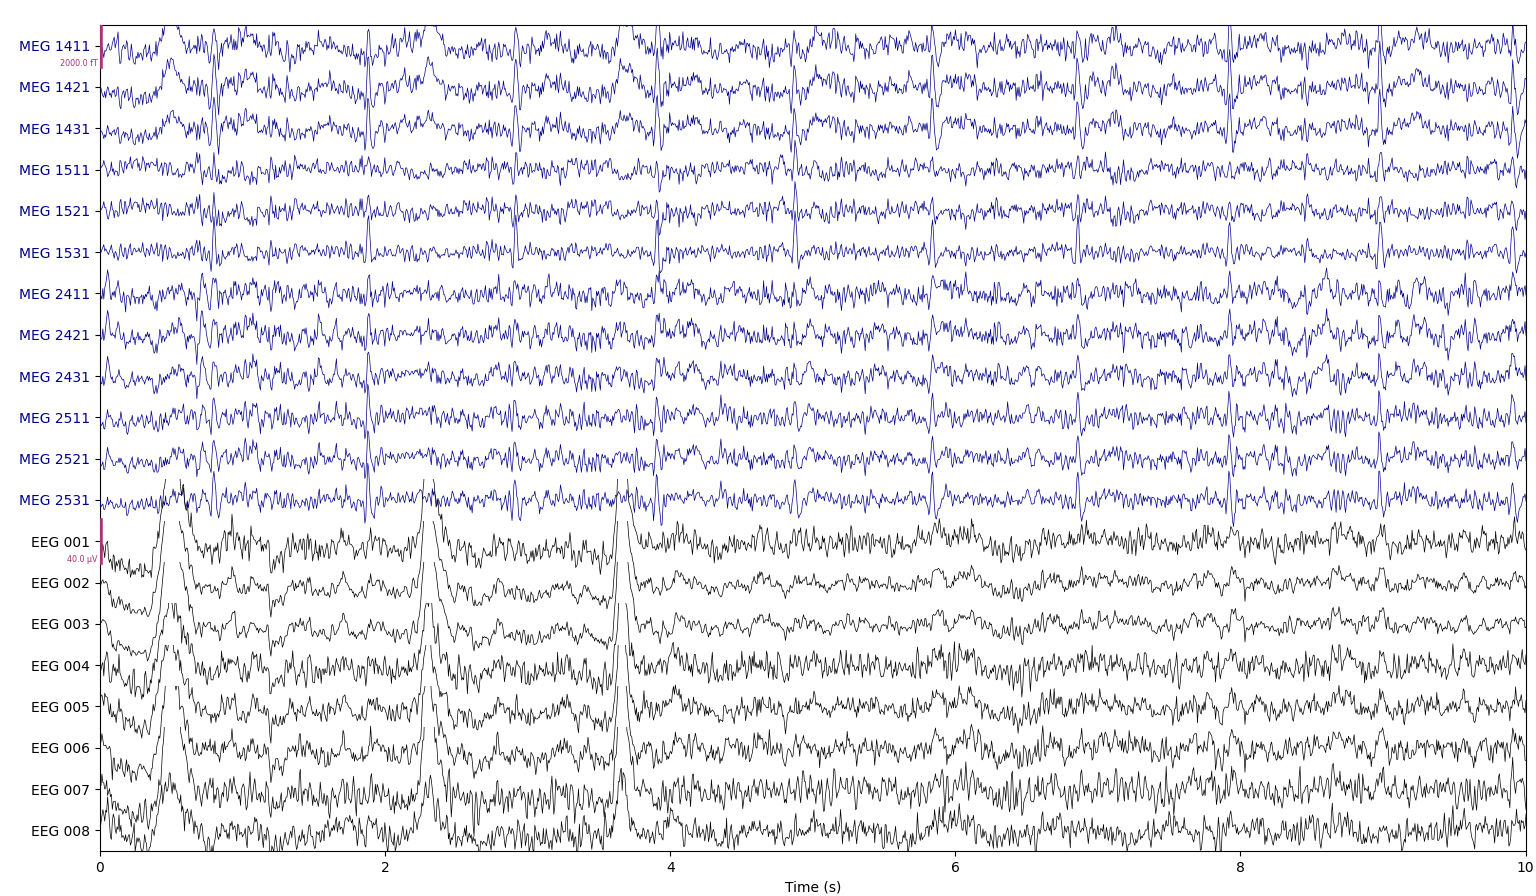 MEG 1411
2000.0 fT
MEG 1421
MEG 1431
MEG 1511
MEG 1521
MEG 1531
MEG 2411
MEG 2421
MEG 2431
MEG 2511
MEG 2521
MEG 2531
EEG 001
40.0 µV
EEG 002
EEG 003
EEG 004
EEG 005
EEG 006
EEG 007
EEG 008
0 2 4 6 8 10
Time (s)